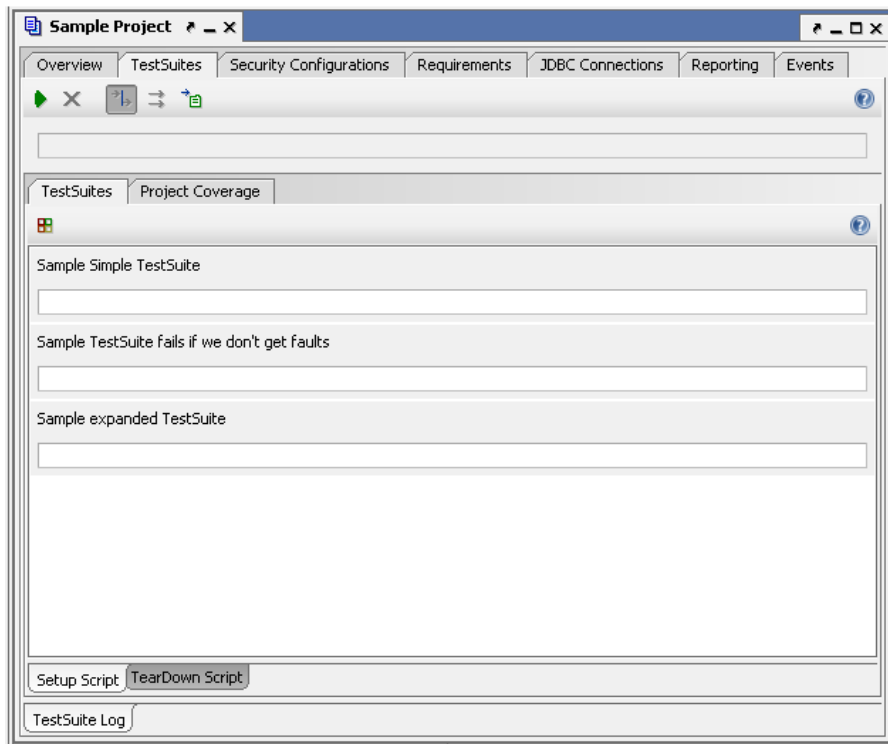 Sample Project
Overview TestSuites Security Configurations Requirements JDBC Connections Reporting Events
TestSuites Project Coverage
Sample Simple TestSuite
Sample TestSuite fails if we don't get faults
Sample expanded TestSuite
Setup Script TearDown Script
TestSuite Log